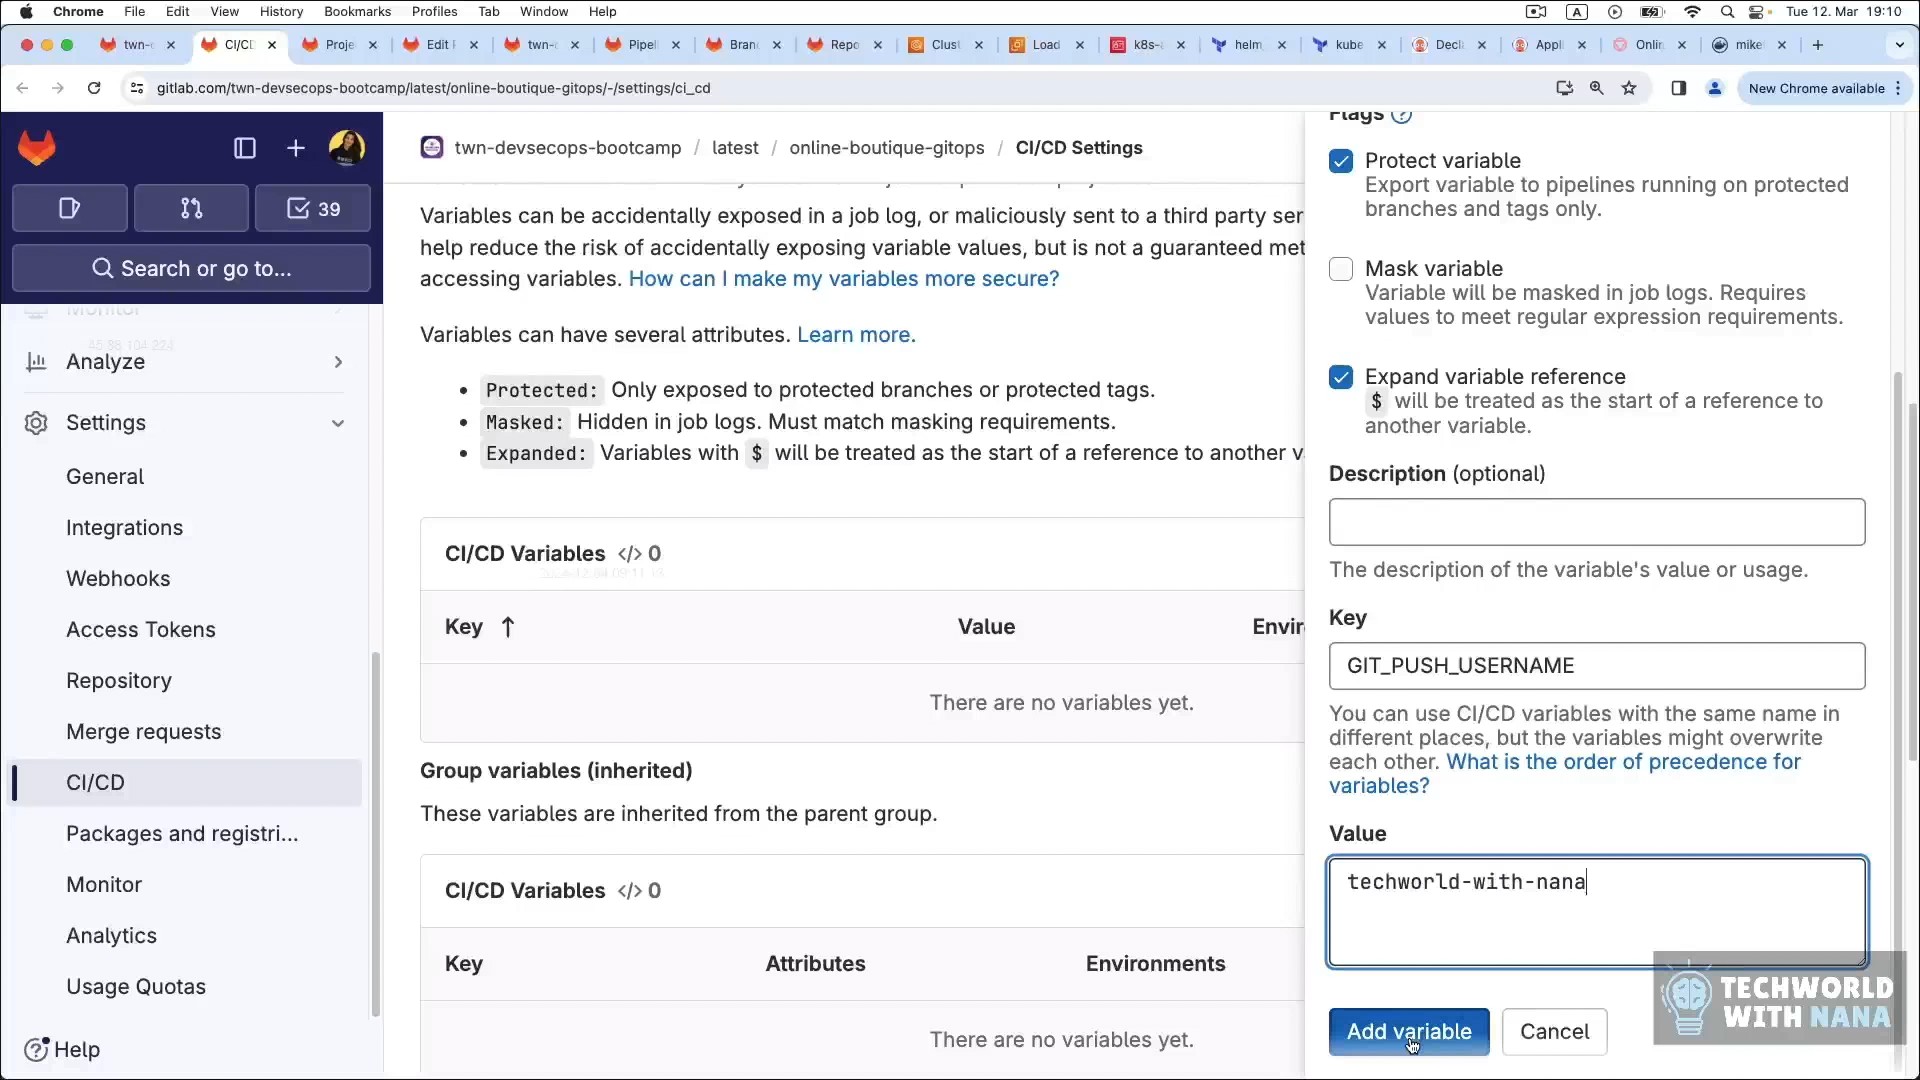 Chrome File Edit View History Bookmarks Profiles Tab Window Help A Tue 12. Mar 19:10
twn- CI/CD Proje Edit twn- Pipel Bran Repo Clust Load k8s- helm kube Decl Appli Onlin mike
gitlab.com/twn-devsecops-bootcamp/latest/online-boutique-gitops/-/settings/ci_cd New Chrome available
twn-devsecops-bootcamp / latest / online-boutique-gitops / CI/CD Settings
39
Search or go to...
Monitor
Analyze
Settings
General
Integrations
Webhooks
Access Tokens
Repository
Merge requests
CI/CD
Packages and registri...
Monitor
Analytics
Usage Quotas
Help
Variables can be accidentally exposed in a job log, or maliciously sent to a third party ser
help reduce the risk of accidentally exposing variable values, but is not a guaranteed met
accessing variables. How can I make my variables more secure?
Variables can have several attributes. Learn more.
• Protected: Only exposed to protected branches or protected tags.
• Masked: Hidden in job logs. Must match masking requirements.
• Expanded: Variables with $ will be treated as the start of a reference to another v
CI/CD Variables </> 0
Key ↑ Value Envir
There are no variables yet.
Group variables (inherited)
These variables are inherited from the parent group.
CI/CD Variables </> 0
Key Attributes Environments
There are no variables yet.
Flags ?
Protect variable
Export variable to pipelines running on protected
branches and tags only.
Mask variable
Variable will be masked in job logs. Requires
values to meet regular expression requirements.
Expand variable reference
$ will be treated as the start of a reference to
another variable.
Description (optional)
The description of the variable's value or usage.
Key
GIT_PUSH_USERNAME
You can use CI/CD variables with the same name in
different places, but the variables might overwrite
each other. What is the order of precedence for
variables?
Value
techworld-with-nana
Add variable Cancel
TECHWORLD
WITH NANA